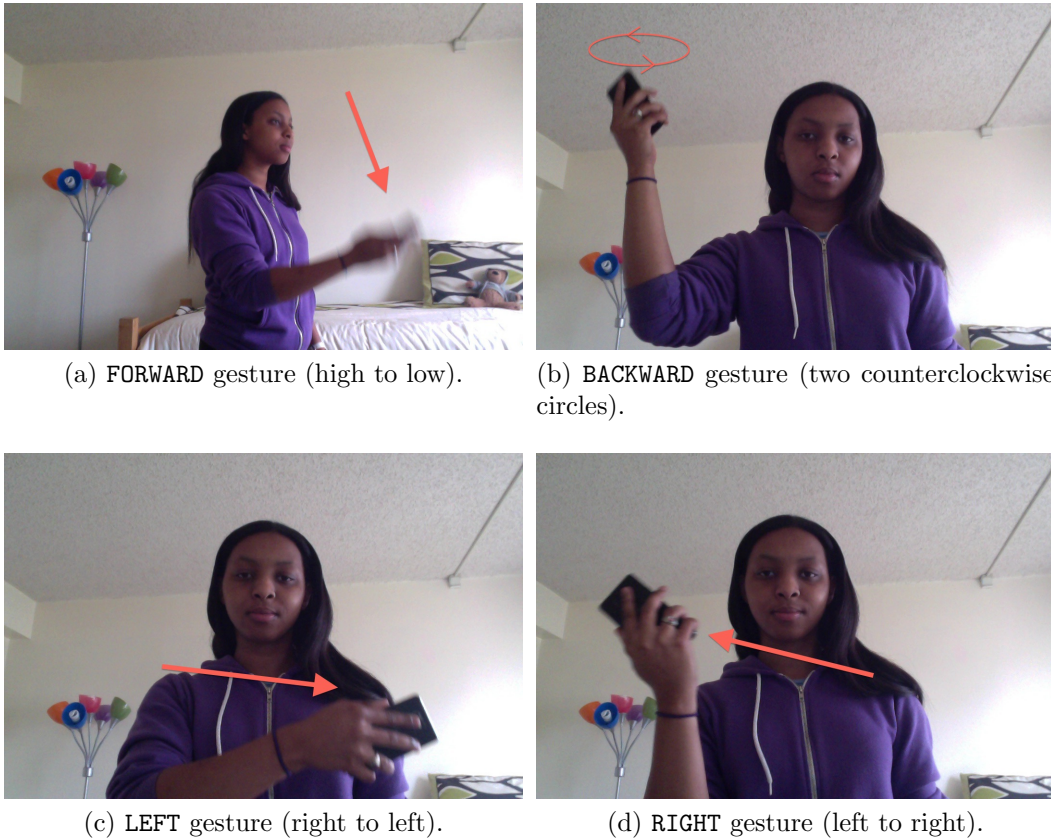 (a) FORWARD gesture (high to low).
(b) BACKWARD gesture (two counterclockwise
circles).
(c) LEFT gesture (right to left).
(d) RIGHT gesture (left to right).